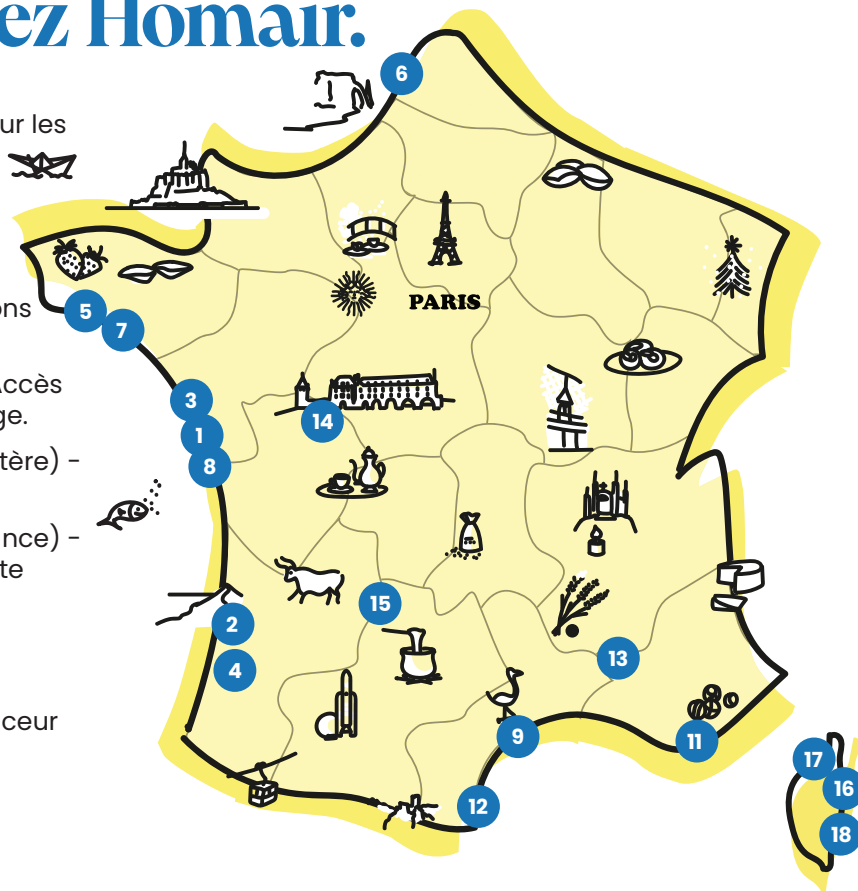 ez Homair.
6
ur les
5
ons
7
PARIS
Accès
ge.
3
14
1
tère) –
8
nce) –
te
15
2
13
4
ceur
9
11
17
16
12
18